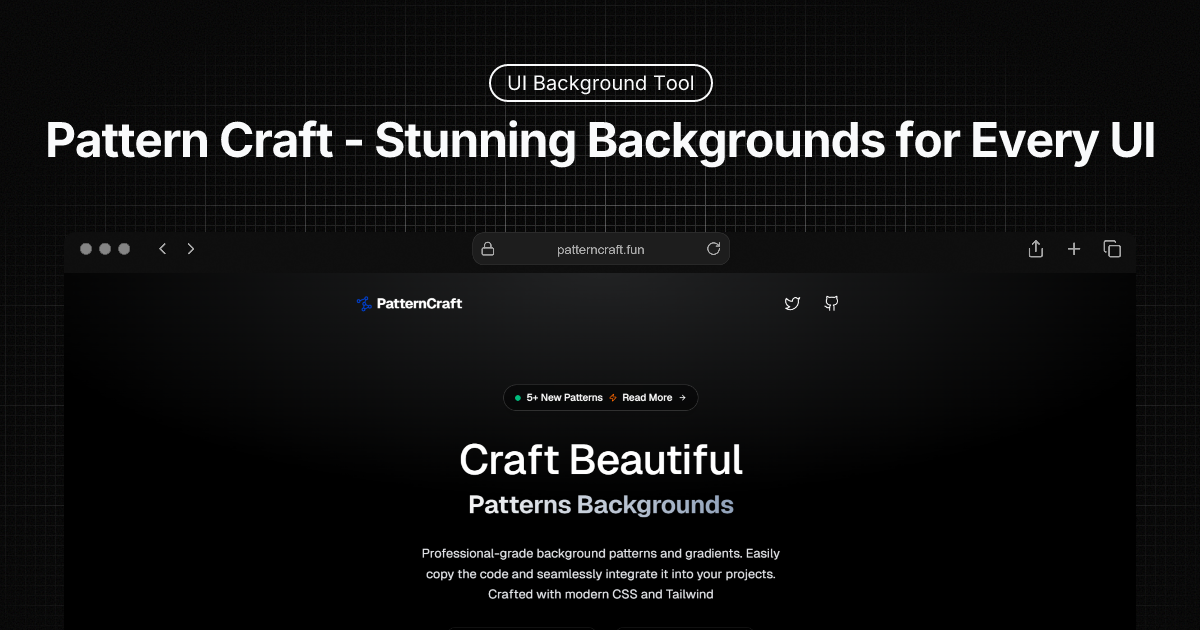 UI Background Tool
Pattern Craft - Stunning Backgrounds for Every UI
patterncraft.fun
PatternCraft
5+ New Patterns Read More →
Craft Beautiful
Patterns Backgrounds
Professional-grade background patterns and gradients. Easily
copy the code and seamlessly integrate it into your projects.
Crafted with modern CSS and Tailwind